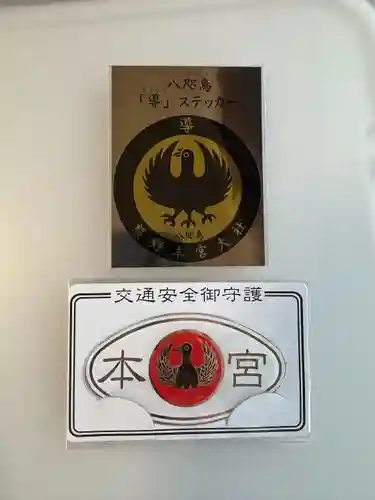 八咫烏
「導」ステッカー
導
八咫烏
熊野本宮大社
交通安全御守護
本宮